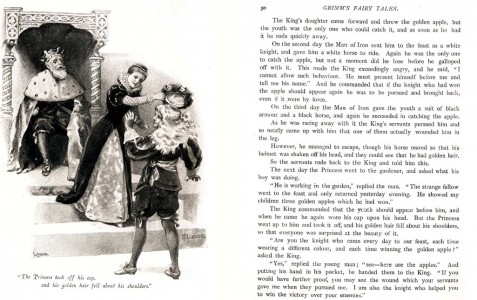 "The Princess took off his cap,
and his golden hair fell about his shoulders"
90 GRIMM'S FAIRY TALES.
The King's daughter came forward and threw the golden apple, but
the youth was the only one who could catch it, and as soon as he had
it he rode quickly away.
On the second day the Man of Iron sent him to the feast as a white
knight, and gave him a white horse to ride. Again he was the only one
to catch the apple, but not a moment did he lose before he galloped
off with it. This made the King exceedingly angry, and he said, "I
cannot allow such behaviour. He must present himself before me and
tell me his name." And he commanded that if the knight who had won
the apple should appear again he was to be pursued and brought back,
even if it were by force.
On the third day the Man of Iron gave the youth a suit of black
armour and a black horse, and again he succeeded in catching the apple.
As he was racing away with it the King's servants pursued him and
so nearly came up with him that one of them actually wounded him in
the leg.
However, he managed to escape, though his horse reared so that his
helmet was shaken off his head, and they could see that he had golden hair.
So the servants rode back to the King and told him this.
The next day the Princess went to the gardener, and asked what his
boy was doing.
"He is working in the garden," replied the man. "The strange fellow
went to the feast and only returned yesterday. He showed my
children three golden apples which he had won."
The King commanded that the youth should appear before him, and
when he came he again wore his cap upon his head. But the Princess
went up to him and took it off, and his golden hair fell about his shoulders,
so that everyone was surprised at the beauty of it.
"Are you the knight who came every day to our feast, each time
wearing a different colour, and each time winning the golden apple?"
asked the King.
"Yes," replied the young man; "see—here are the apples." And
putting his hand in his pocket, he handed them to the King. "If you
would have further proof, you may see the wound which your servants
gave me when they pursued me. I am also the knight who helped you
to win the victory over your enemies."